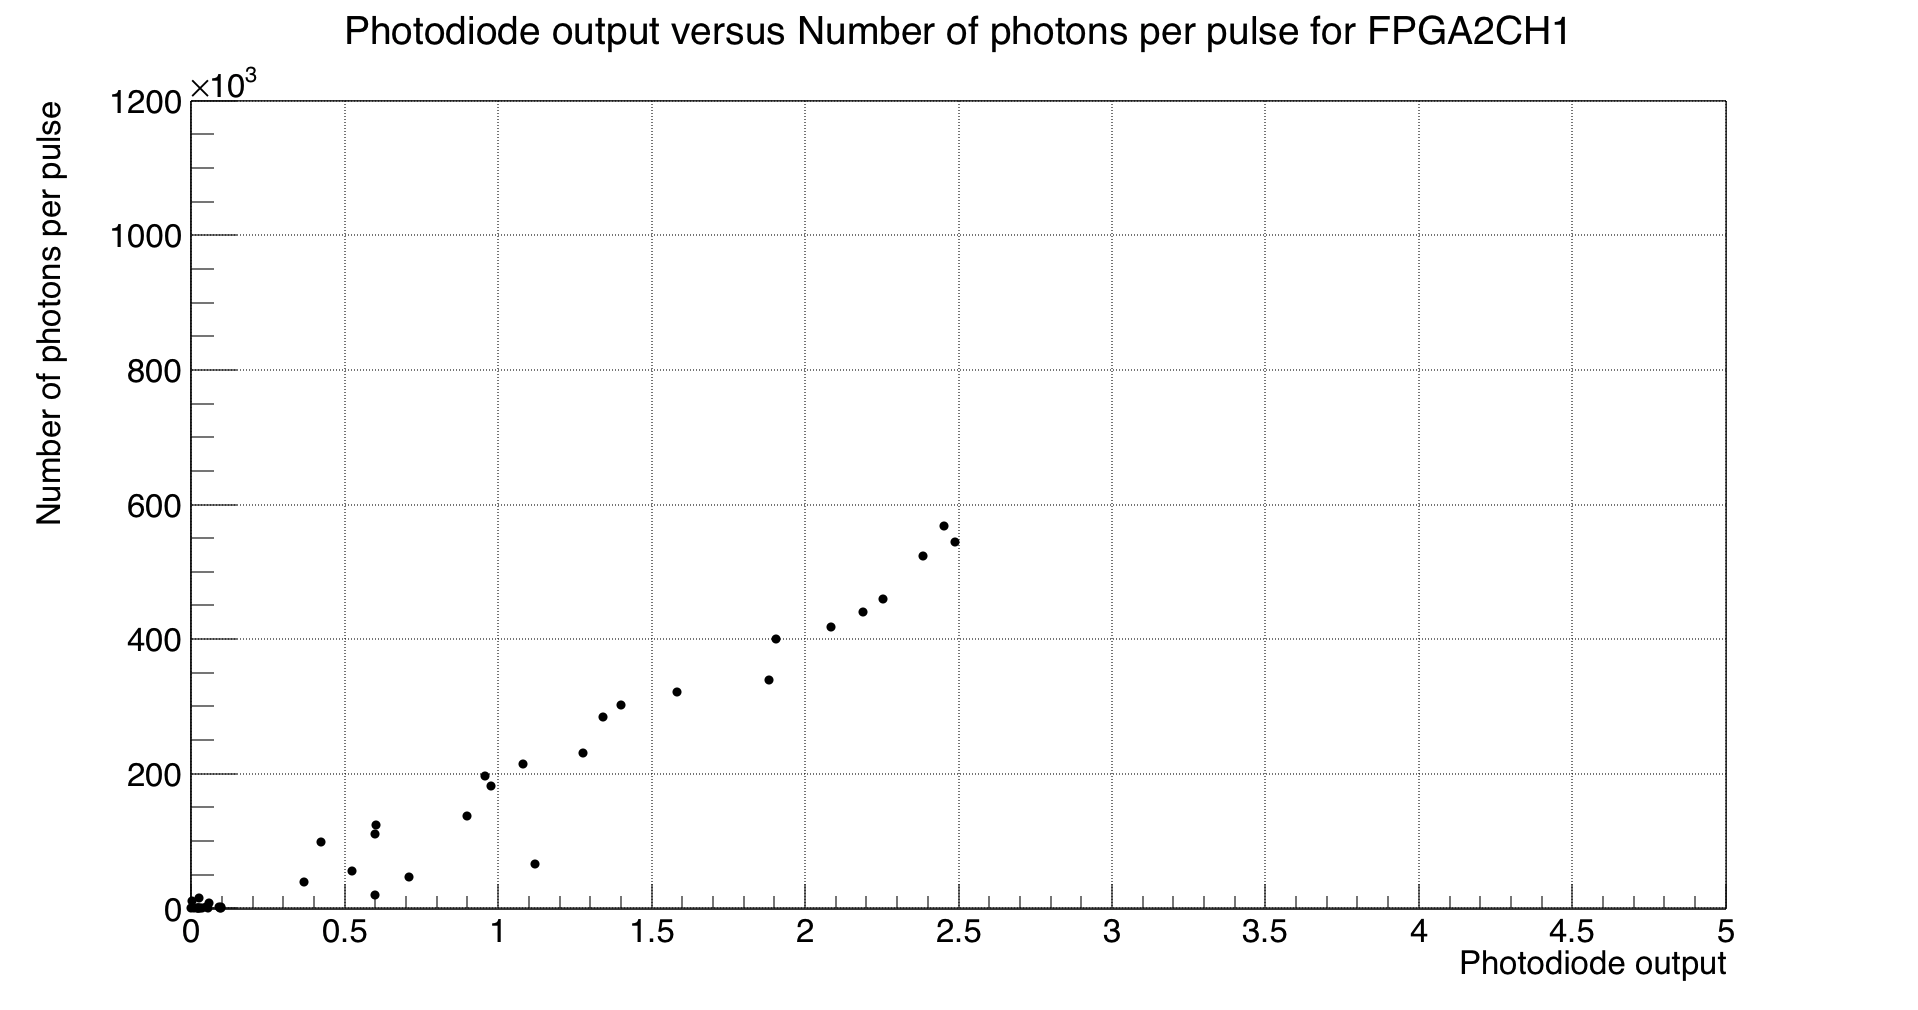 Photodiode output versus Number of photons per pulse for FPGA2CH1
×10³
Number of photons per pulse
1200
1000
800
600
400
200
0
0 0.5 1 1.5 2 2.5 3 3.5 4 4.5 5
Photodiode output